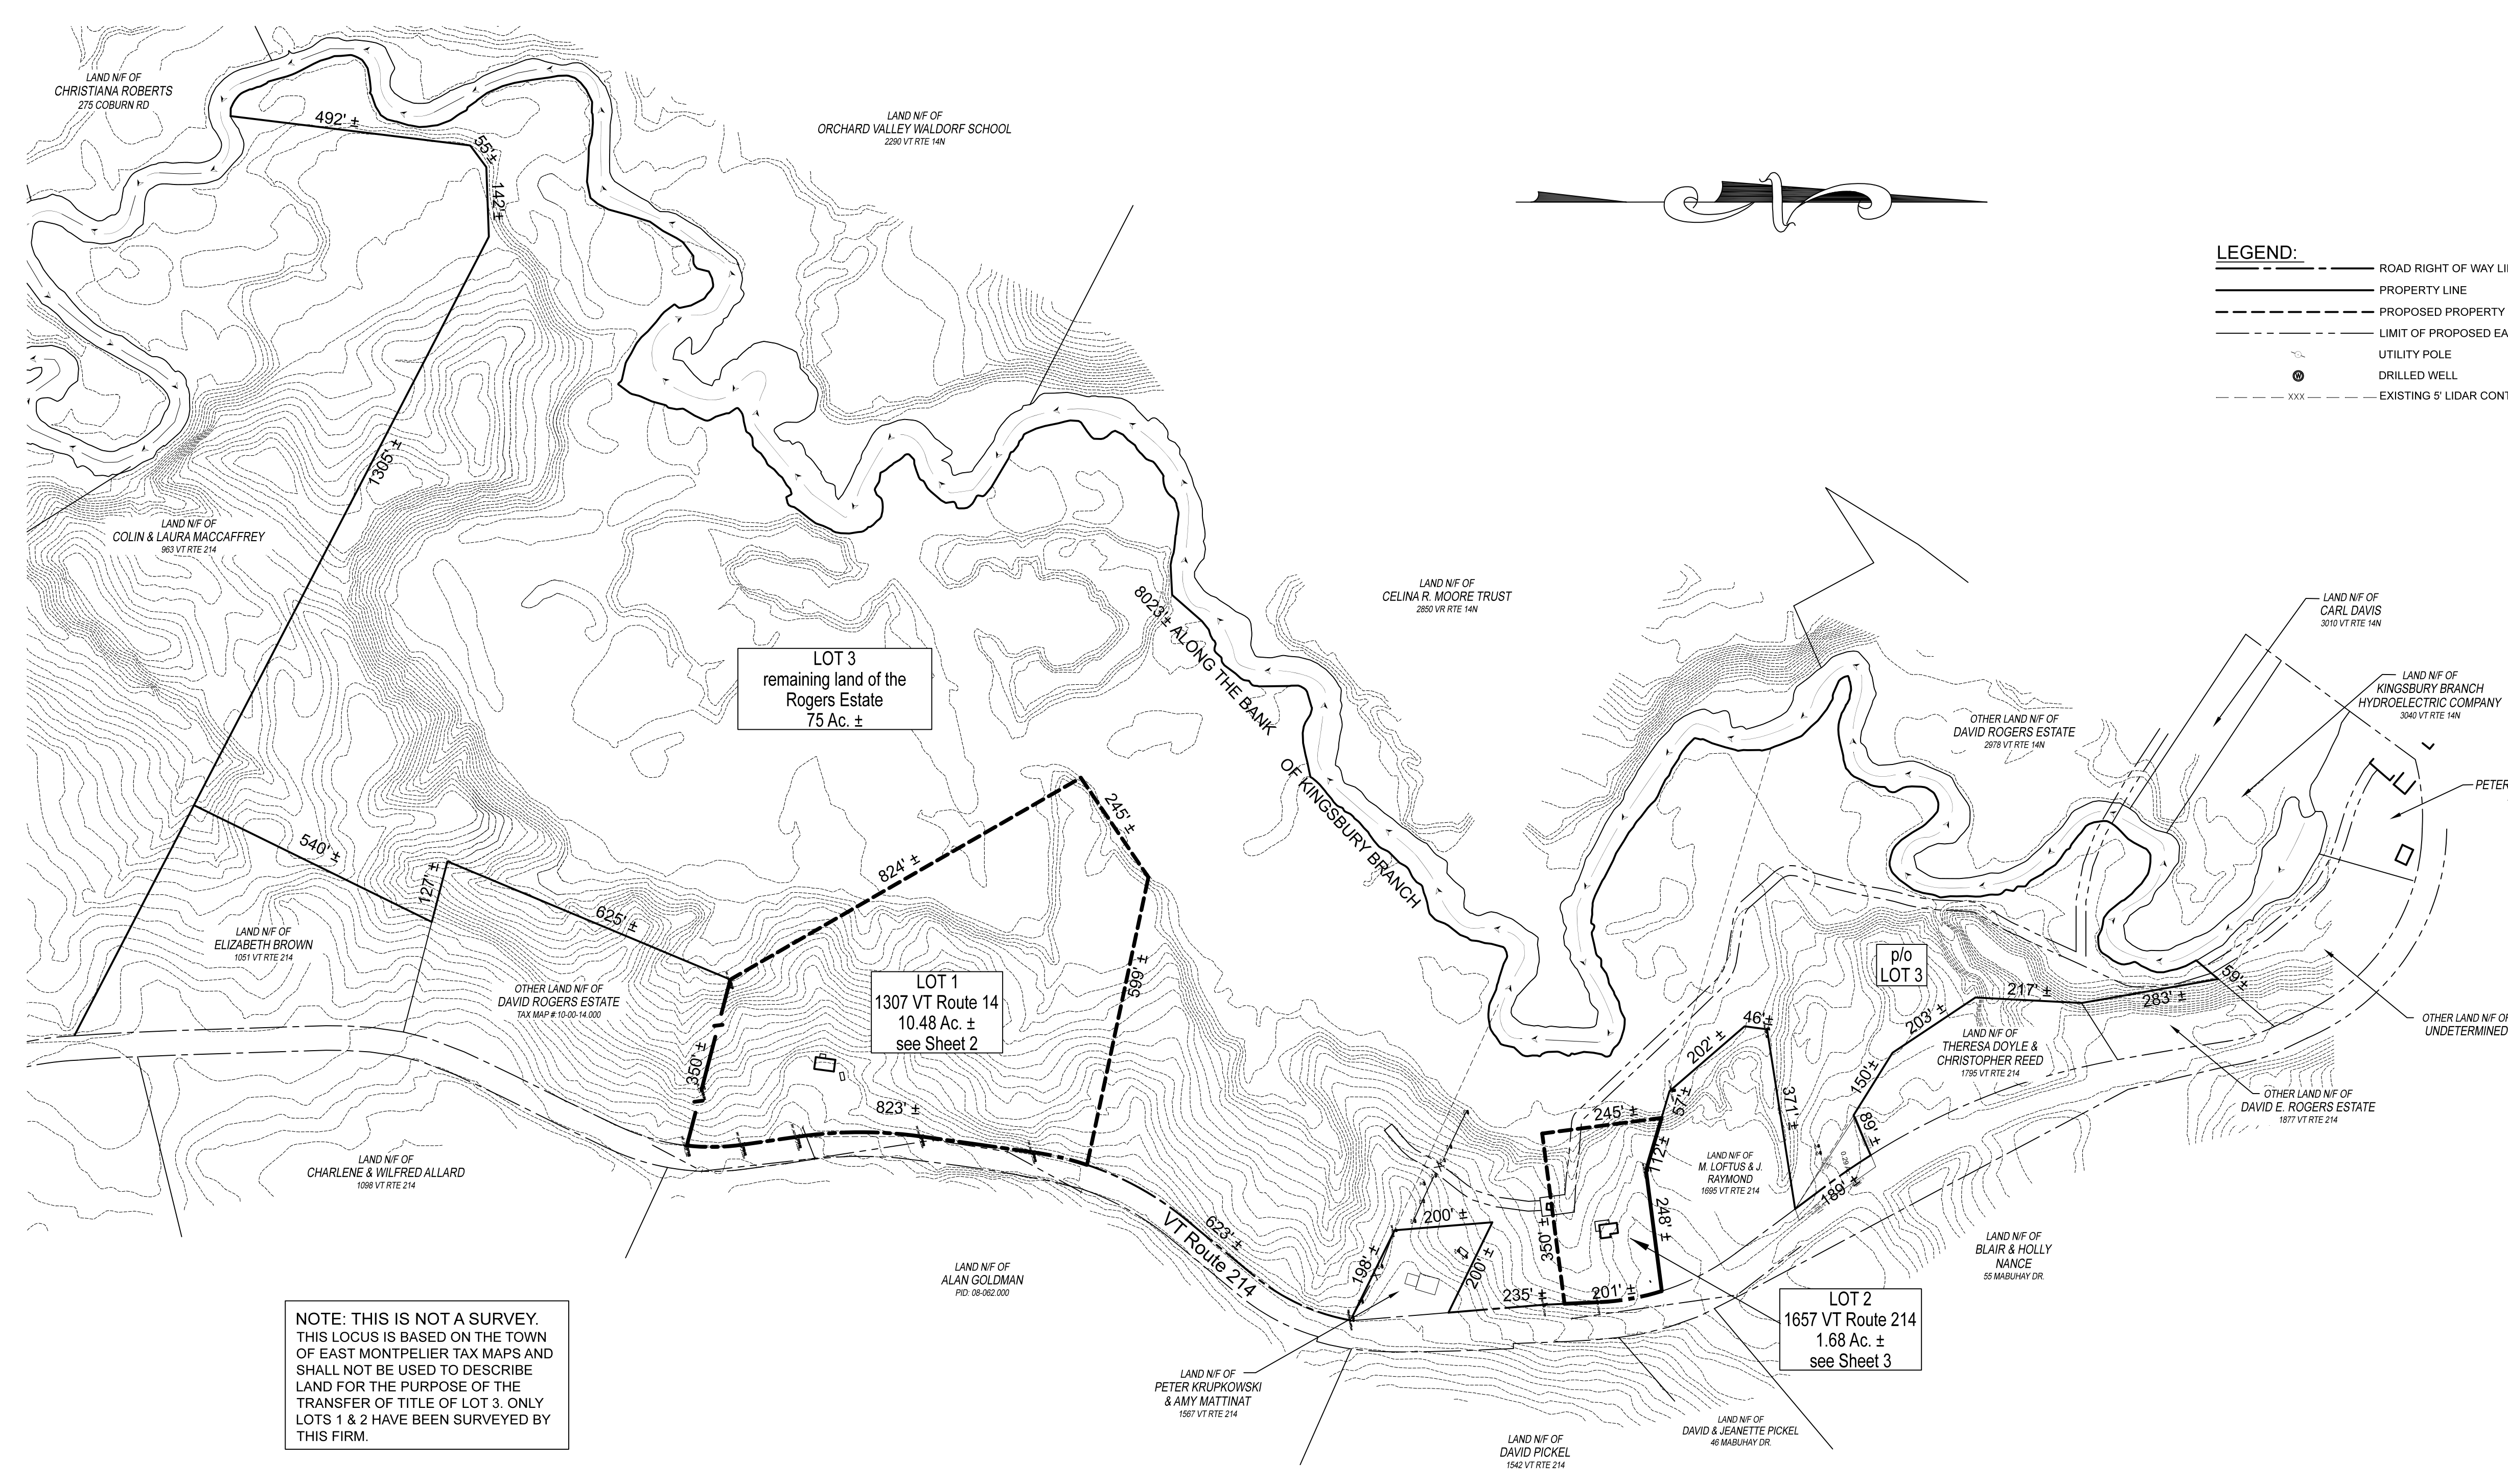 LAND N/F OF
CHRISTIANA ROBERTS
275 COBURN RD
LAND N/F OF
ORCHARD VALLEY WALDORF SCHOOL
2290 VT RTE 14N
492' ±
55'±
142'±
1305' ±
LEGEND:
ROAD RIGHT OF WAY LI
PROPERTY LINE
PROPOSED PROPERTY
LIMIT OF PROPOSED EA
UTILITY POLE
W
DRILLED WELL
XXX
EXISTING 5' LIDAR CONT
LAND N/F OF
COLIN & LAURA MACCAFFREY
963 VT RTE 214
LAND N/F OF
CELINA R. MOORE TRUST
2850 VR RTE 14N
8023'± ALONG THE BANK
OF KINGSBURY BRANCH
LAND N/F OF
CARL DAVIS
3010 VT RTE 14N
LAND N/F OF
KINGSBURY BRANCH
HYDROELECTRIC COMPANY
3040 VT RTE 14N
OTHER LAND N/F OF
DAVID ROGERS ESTATE
2978 VT RTE 14N
PETER
LOT 3
remaining land of the
Rogers Estate
75 Ac. ±
540' ±
127' ±
625' ±
824' ±
245' ±
599' ±
350' ±
823' ±
LAND N/F OF
ELIZABETH BROWN
1051 VT RTE 214
OTHER LAND N/F OF
DAVID ROGERS ESTATE
TAX MAP #:10-00-14.000
LOT 1
1307 VT Route 14
10.48 Ac. ±
see Sheet 2
p/o
LOT 3
59'±
217' ±
283' ±
203' ±
46'±
202' ±
57'±
371' ±
150'±
89' ±
189' ±
0.29
LAND N/F OF
THERESA DOYLE &
CHRISTOPHER REED
1795 VT RTE 214
OTHER LAND N/F OF
UNDETERMINED
OTHER LAND N/F OF
DAVID E. ROGERS ESTATE
1877 VT RTE 214
245' ±
112'±
248' ±
350' ±
201' ±
235' ±
200' ±
200' ±
198' ±
623' ±
VT Route 214
LAND N/F OF
M. LOFTUS & J.
RAYMOND
1695 VT RTE 214
LAND N/F OF
CHARLENE & WILFRED ALLARD
1098 VT RTE 214
LAND N/F OF
ALAN GOLDMAN
PID: 08-062.000
LAND N/F OF
BLAIR & HOLLY
NANCE
55 MABUHAY DR.
LOT 2
1657 VT Route 214
1.68 Ac. ±
see Sheet 3
NOTE: THIS IS NOT A SURVEY.
THIS LOCUS IS BASED ON THE TOWN
OF EAST MONTPELIER TAX MAPS AND
SHALL NOT BE USED TO DESCRIBE
LAND FOR THE PURPOSE OF THE
TRANSFER OF TITLE OF LOT 3. ONLY
LOTS 1 & 2 HAVE BEEN SURVEYED BY
THIS FIRM.
LAND N/F OF
PETER KRUPKOWSKI
& AMY MATTINAT
1567 VT RTE 214
LAND N/F OF
DAVID PICKEL
1542 VT RTE 214
LAND N/F OF
DAVID & JEANETTE PICKEL
46 MABUHAY DR.